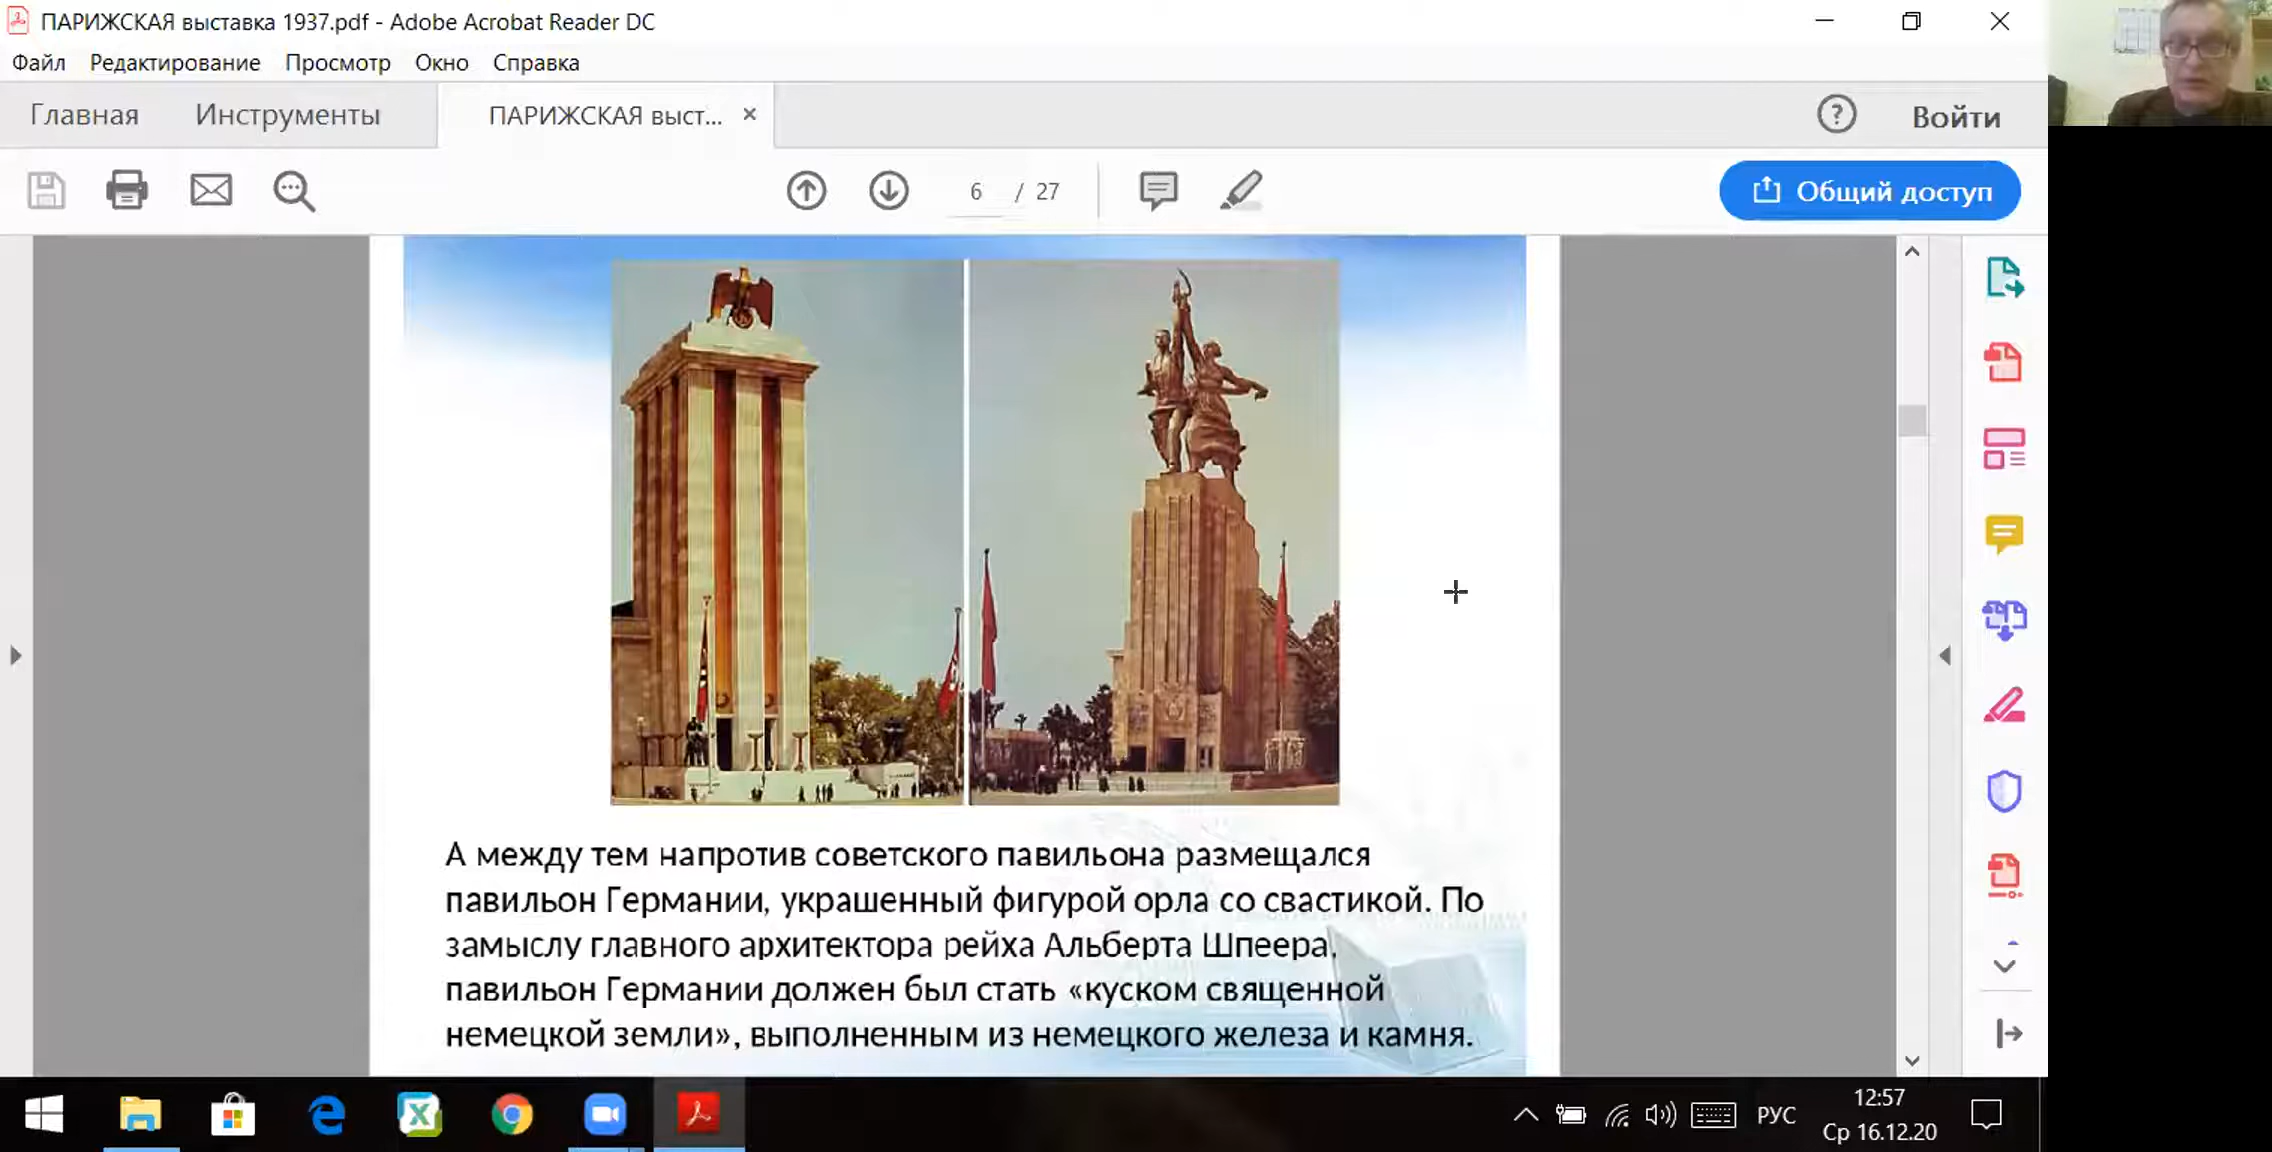 ПАРИЖСКАЯ выставка 1937.pdf - Adobe Acrobat Reader DC
Файл Редактирование Просмотр Окно Справка
Главная Инструменты ПАРИЖСКАЯ выст... Войти
6 / 27 Общий доступ
А между тем напротив советского павильона размещался
павильон Германии, украшенный фигурой орла со свастикой. По
замыслу главного архитектора рейха Альберта Шпеера,
павильон Германии должен был стать «куском священной
немецкой земли», выполненным из немецкого железа и камня.
РУС
12:57
Ср 16.12.20